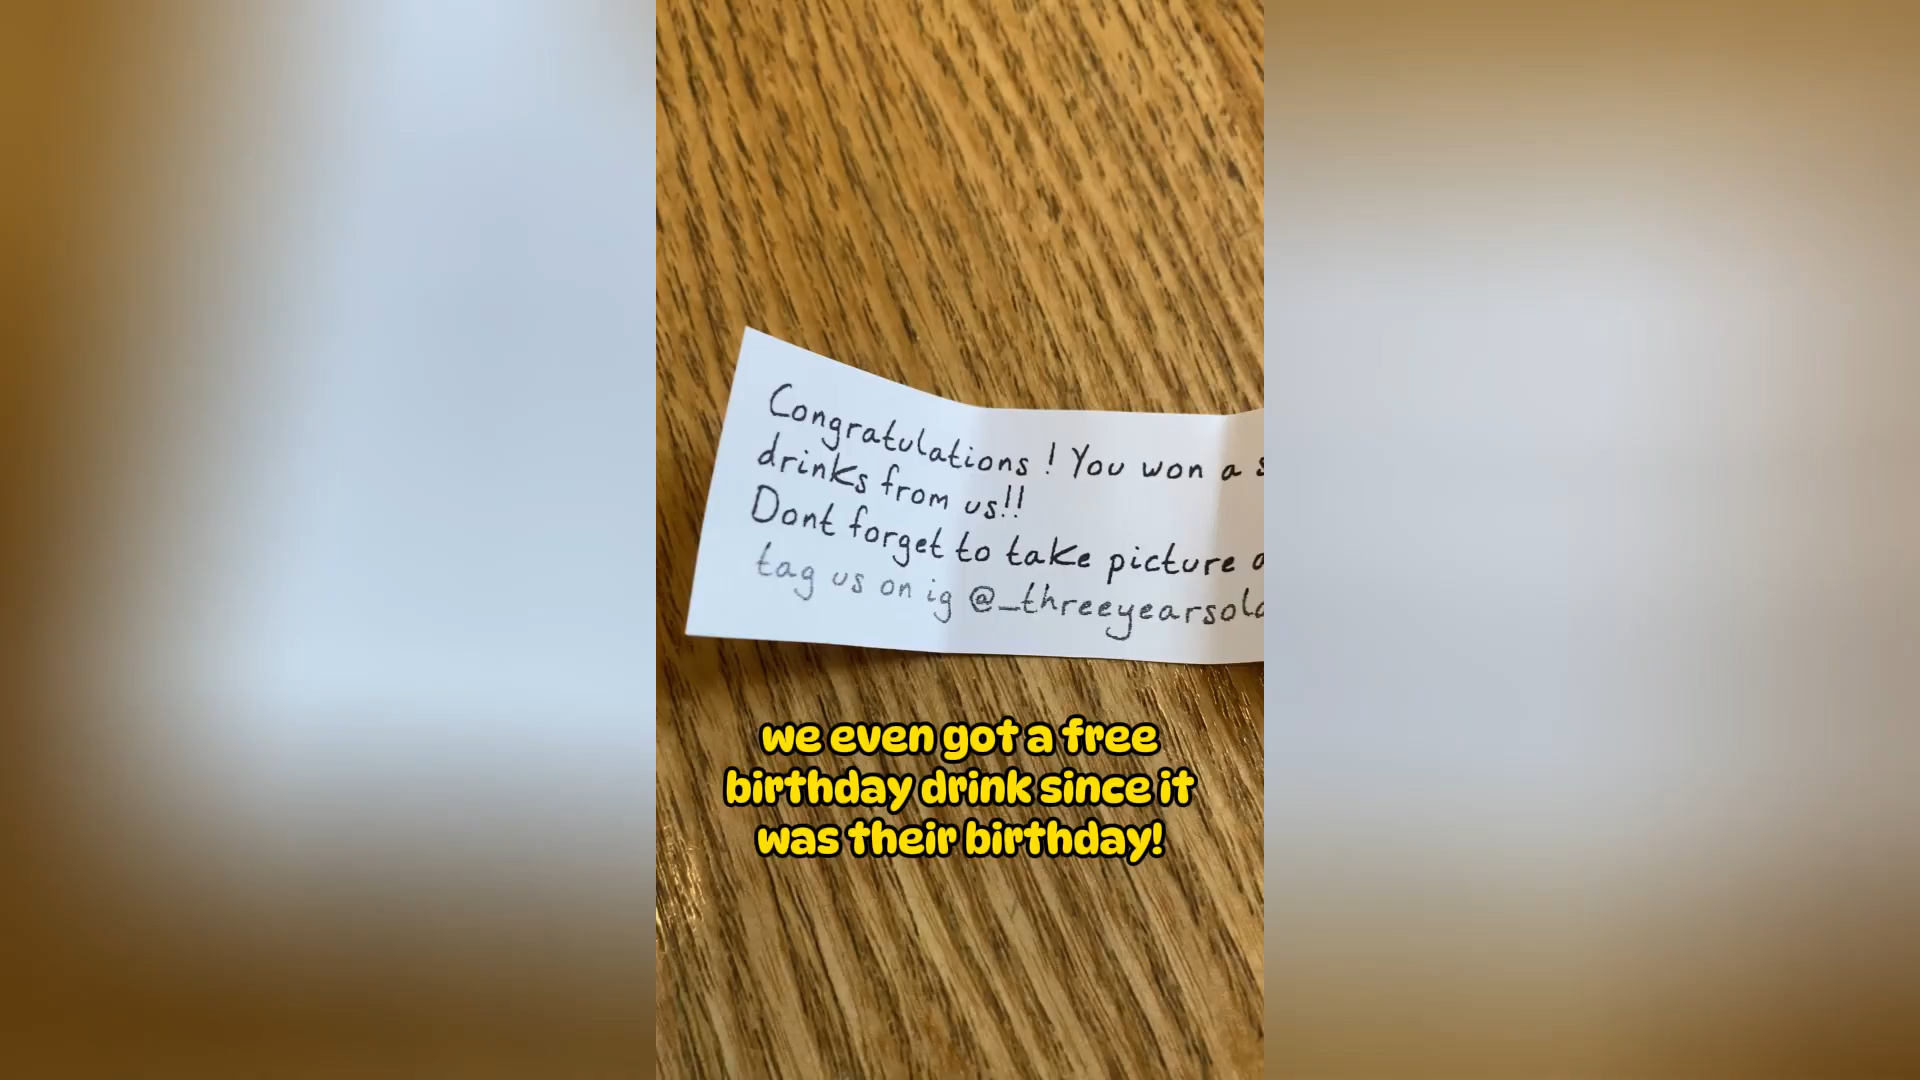 Congratulations! You won a
drinks from us!!
Dont forget to take picture
tag us on ig @_threeyearsold
we even got a free
birthday drink since it
was their birthday!